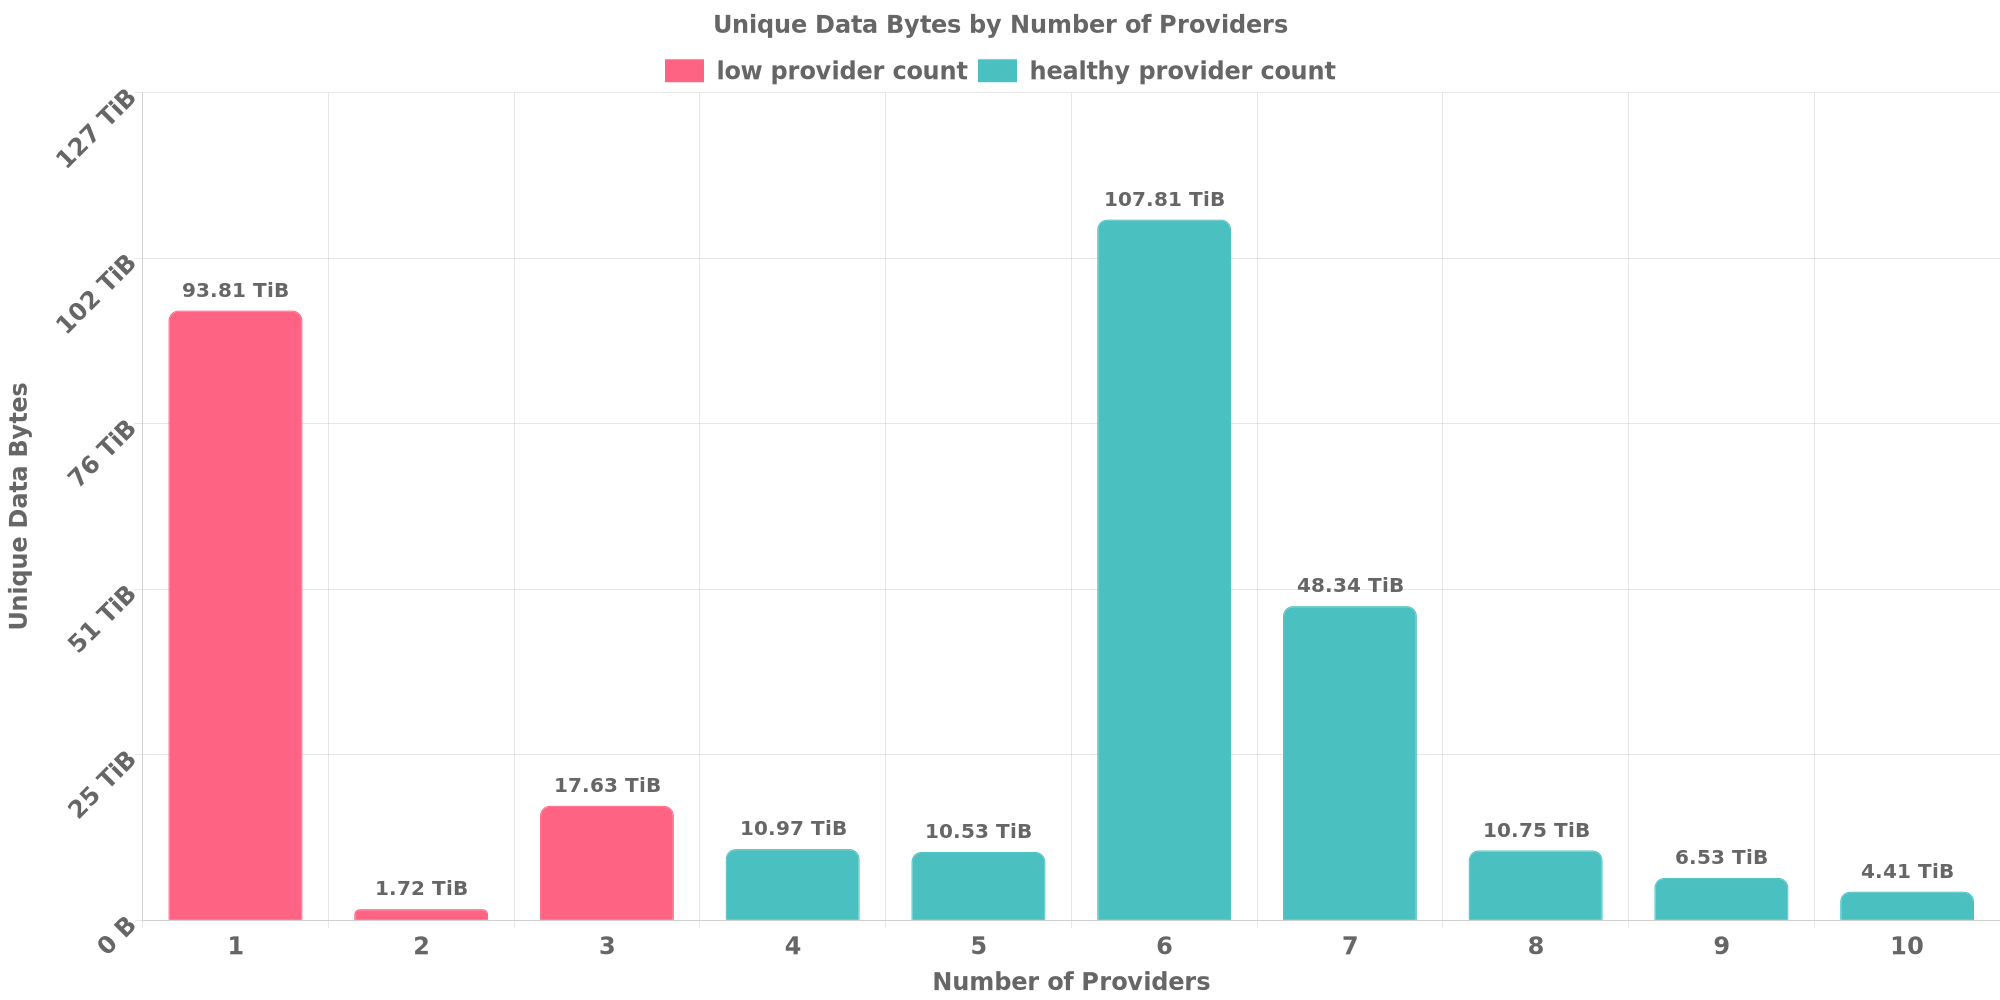 Unique Data Bytes by Number of Providers
low provider count healthy provider count
127 TiB
102 TiB
76 TiB
51 TiB
25 TiB
0 B
Unique Data Bytes
93.81 TiB
1.72 TiB
17.63 TiB
10.97 TiB
10.53 TiB
107.81 TiB
48.34 TiB
10.75 TiB
6.53 TiB
4.41 TiB
1 2 3 4 5 6 7 8 9 10
Number of Providers